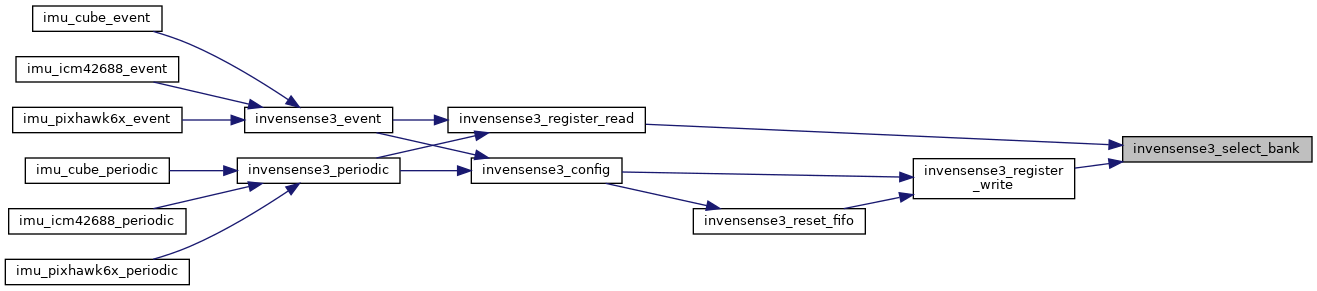 imu_cube_event
imu_icm42688_event
imu_pixhawk6x_event
imu_cube_periodic
imu_icm42688_periodic
imu_pixhawk6x_periodic
invensense3_event
invensense3_periodic
invensense3_register_read
invensense3_config
invensense3_reset_fifo
invensense3_register
_write
invensense3_select_bank